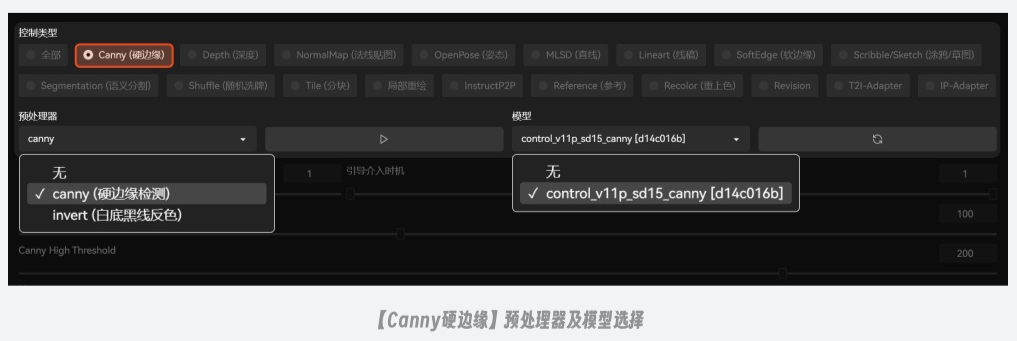 控制类型
全部 Canny (硬边缘) Depth (深度) NormalMap (法线贴图) OpenPose (姿态) MLSD (直线) Lineart (线稿) SoftEdge (软边缘) Scribble/Sketch (涂鸦/草图)
Segmentation (语义分割) Shuffle (随机洗牌) Tile (分块) 局部重绘 InstructP2P Reference (参考) Recolor (重上色) Revision T2I-Adapter IP-Adapter
预处理器 模型
canny control_v11p_sd15_canny [d14c016b]
无 1 引导介入时机 无 1
✓ canny (硬边缘检测) ✓ control_v11p_sd15_canny [d14c016b]
invert (白底黑线反色) 100
Canny High Threshold 200
【Canny硬边缘】预处理器及模型选择